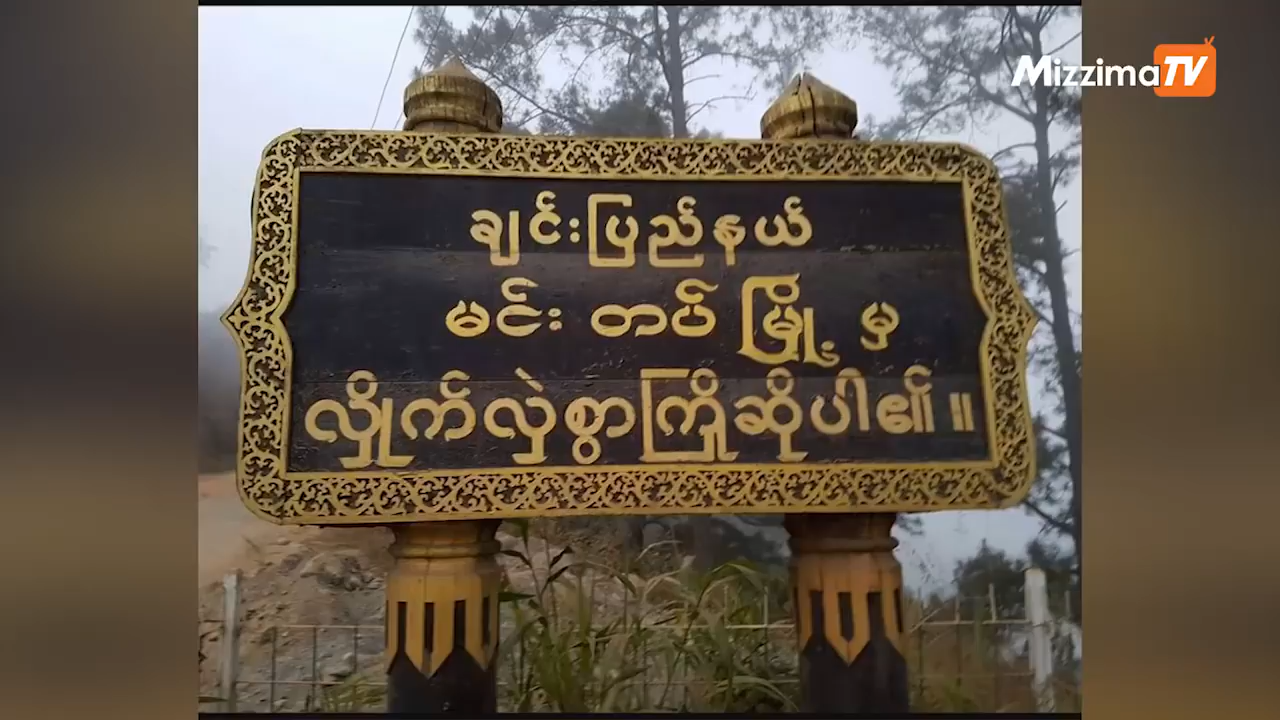 Mizzima TV
ချင်းပြည်နယ်
မင်း တပ် မြို့ မှ
လှိုက်လှဲစွာကြိုဆိုပါ၏ ။